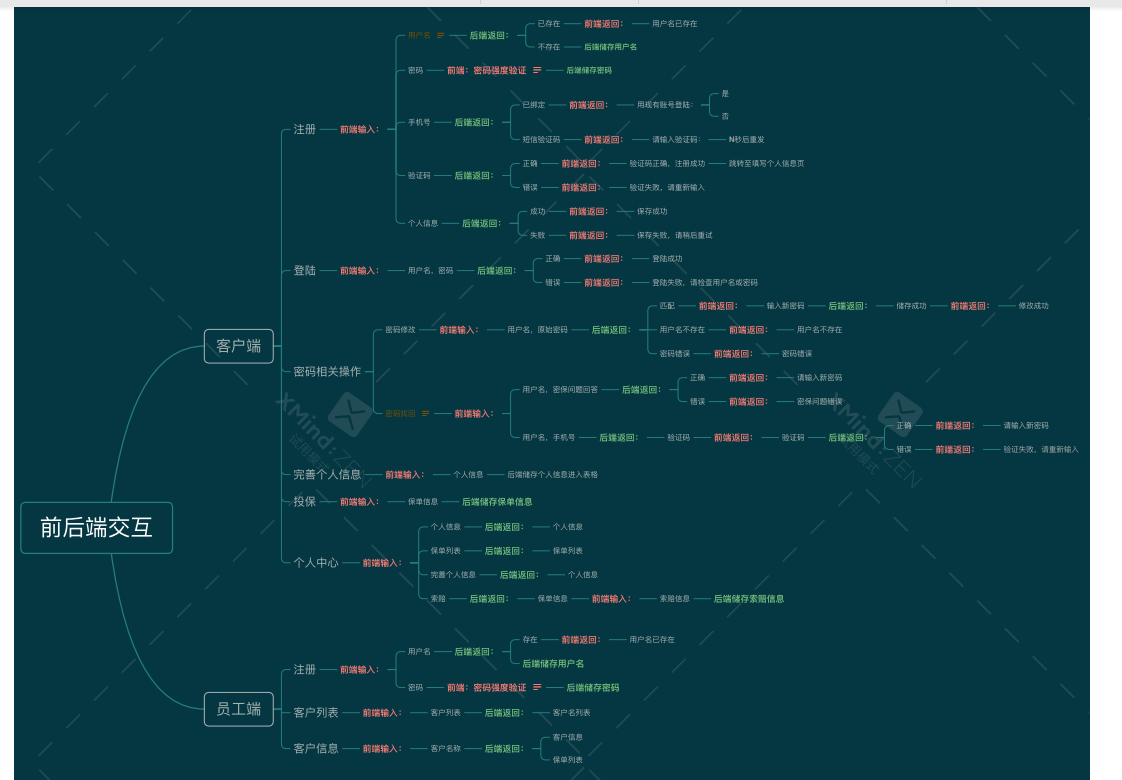 前后端交互
客户端
注册
前端输入：
用户名
后端返回：
已存在
前端返回：
用户名已存在
不存在
后端储存用户名
密码
前端：密码强度验证
后端储存密码
手机号
后端返回：
已绑定
前端返回：
用现有账号登陆：
是
否
短信验证码
前端返回：
请输入验证码：
N秒后重发
验证码
后端返回：
正确
前端返回：
验证码正确，注册成功
跳转至填写个人信息页
错误
前端返回：
验证失败，请重新输入
个人信息
后端返回：
成功
前端返回：
保存成功
失败
前端返回：
保存失败，请稍后重试
登陆
前端输入：
用户名，密码
后端返回：
正确
前端返回：
登陆成功
错误
前端返回：
登陆失败，请检查用户名或密码
密码相关操作
密码修改
前端输入：
用户名，原始密码
后端返回：
匹配
前端返回：
输入新密码
后端返回：
储存成功
前端返回：
修改成功
用户名不存在
前端返回：
用户名不存在
密码错误
前端返回：
密码错误
密码找回
前端输入：
用户名，密保问题回答
后端返回：
正确
前端返回：
请输入新密码
错误
前端返回：
密保问题错误
用户名，手机号
后端返回：
验证码
前端返回：
验证码
后端返回：
正确
前端返回：
请输入新密码
错误
前端返回：
验证失败，请重新输入
完善个人信息
前端输入：
个人信息
后端储存个人信息进入表格
投保
前端输入：
保单信息
后端储存保单信息
个人中心
前端输入：
个人信息
后端返回：
个人信息
保单列表
后端返回：
保单列表
完善个人信息
后端返回：
个人信息
索赔
后端返回：
保单信息
前端输入：
索赔信息
后端储存索赔信息
员工端
注册
前端输入：
用户名
后端返回：
存在
前端返回：
用户名已存在
后端储存用户名
密码
前端：密码强度验证
后端储存密码
客户列表
前端输入：
客户列表
后端返回：
客户名列表
客户信息
前端输入：
客户名称
后端返回：
客户信息
保单列表
XMind:ZEN
试用模式
XMind:ZEN
试用模式